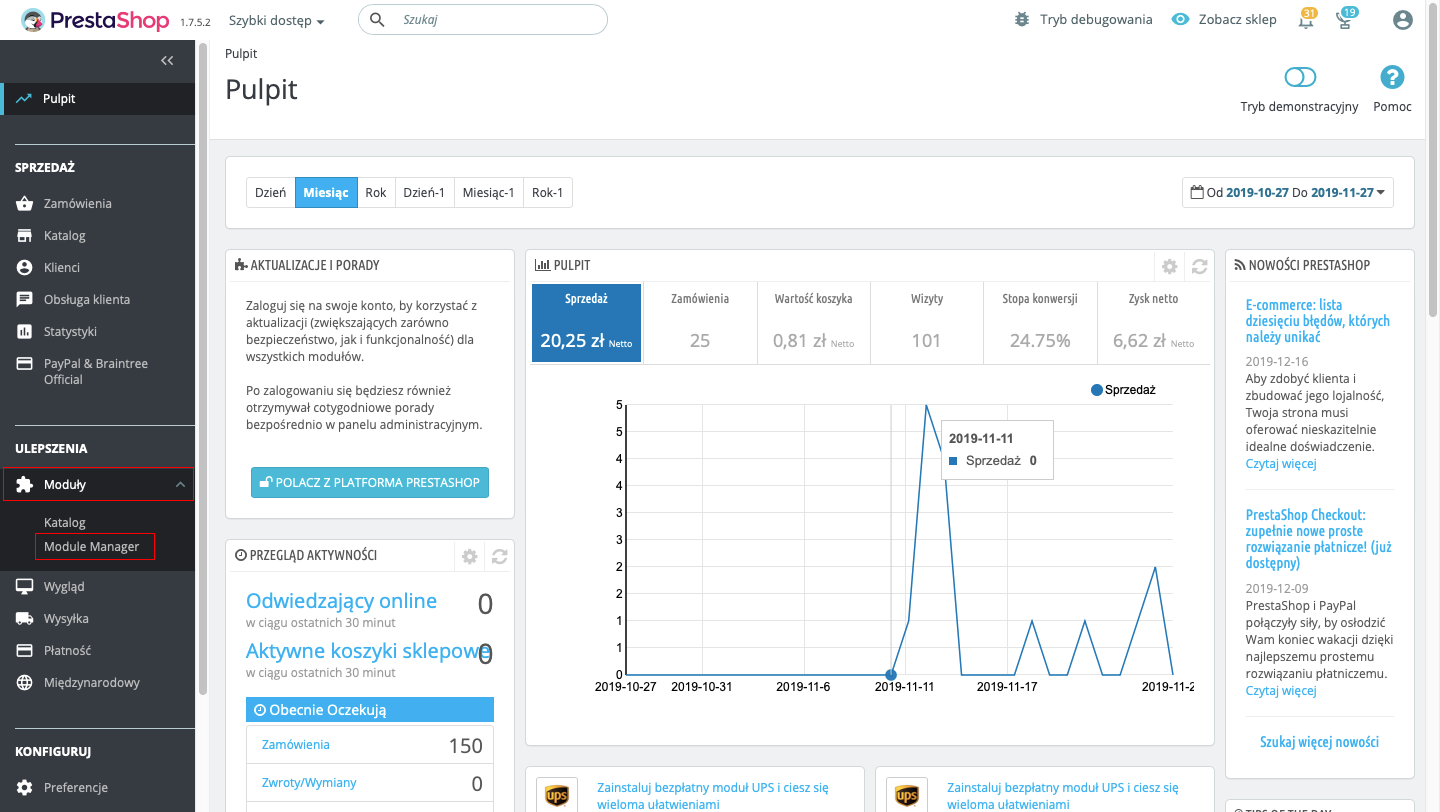 PrestaShop 1.7.5.2
Szybki dostęp
Szukaj
Tryb debugowania
Zobacz sklep
31
19
Pulpit
SPRZEDAŻ
Zamówienia
Katalog
Klienci
Obsługa klienta
Statystyki
PayPal & Braintree
Official
ULEPSZENIA
Moduły
Katalog
Module Manager
Wygląd
Wysyłka
Płatność
Międzynarodowy
KONFIGURUJ
Preferencje
Pulpit
Pulpit
Tryb demonstracyjny
Pomoc
Dzień Miesiąc Rok Dzień-1 Miesiąc-1 Rok-1
Od 2019-10-27 Do 2019-11-27
AKTUALIZACJE I PORADY
Zaloguj się na swoje konto, by korzystać z
aktualizacji (zwiększających zarówno
bezpieczeństwo, jak i funkcjonalność) dla
wszystkich modułów.
Po zalogowaniu się będziesz również
otrzymywał cotygodniowe porady
bezpośrednio w panelu administracyjnym.
POLACZ Z PLATFORMA PRESTASHOP
PRZEGLĄD AKTYWNOŚCI
Odwiedzający online 0
w ciągu ostatnich 30 minut
Aktywne koszyki sklepowe 0
w ciągu ostatnich 30 minut
Obecnie Oczekują
Zamówienia 150
Zwroty/Wymiany 0
PULPIT
Sprzedaż
20,25 zł Netto
Zamówienia
25
Wartość koszyka
0,81 zł Netto
Wizyty
101
Stopa konwersji
24.75%
Zysk netto
6,62 zł Netto
Sprzedaż
5
5
4
4
3
3
2
2
1
1
0
2019-11-11
Sprzedaż 0
2019-10-27 2019-10-31 2019-11-6 2019-11-11 2019-11-17 2019-11-2
Zainstaluj bezpłatny moduł UPS i ciesz się
wieloma ułatwieniami
ups
Zainstaluj bezpłatny moduł UPS i ciesz się
wieloma ułatwieniami
ups
NOWOŚCI PRESTASHOP
E-commerce: lista
dziesięciu błędów, których
należy unikać
2019-12-16
Aby zdobyć klienta i
zbudować jego lojalność,
Twoja strona musi
oferować nieskazitelnie
idealne doświadczenie.
Czytaj więcej
PrestaShop Checkout:
zupełnie nowe proste
rozwiązanie płatnicze! (już
dostępny)
2019-12-09
PrestaShop i PayPal
połączyły siły, by osłodzić
Wam koniec wakacji dzięki
najlepszemu prostemu
rozwiązaniu płatniczemu.
Czytaj więcej
Szukaj więcej nowości
TIPS OF THE DAY